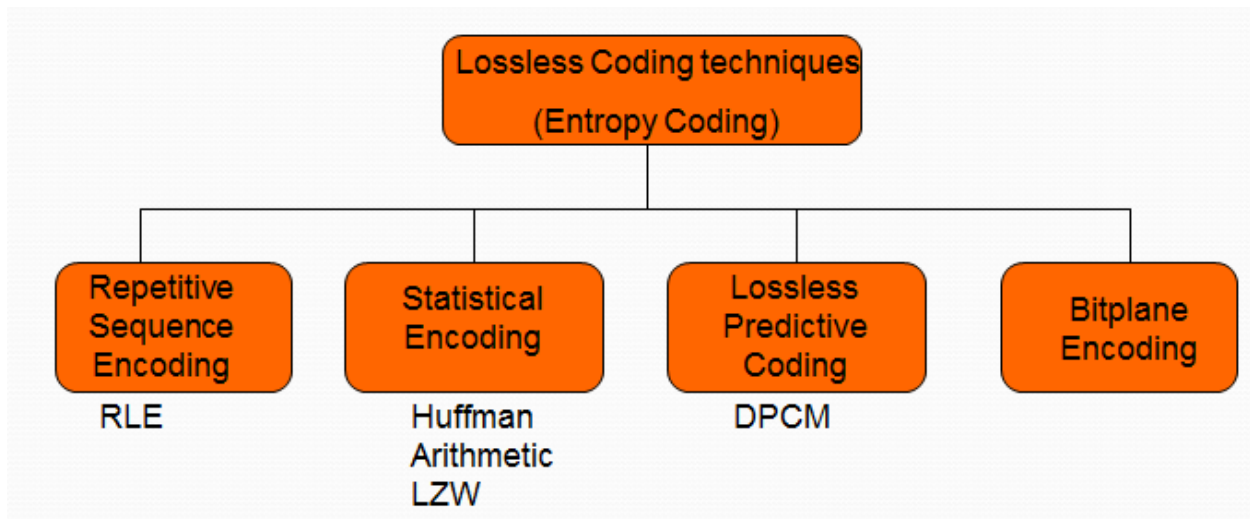 Lossless Coding techniques
(Entropy Coding)
Repetitive
Sequence
Encoding
Statistical
Encoding
Lossless
Predictive
Coding
Bitplane
Encoding
RLE
Huffman
Arithmetic
LZW
DPCM